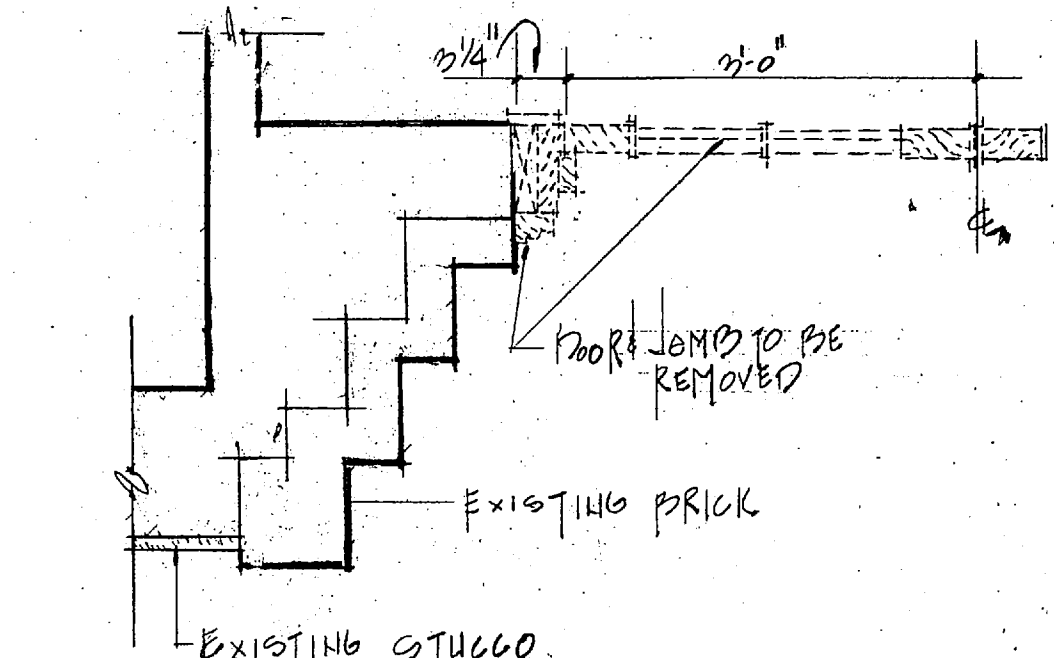 3 1/4" 3'-0"
DOOR & JAMB TO BE
REMOVED
EXISTING BRICK
EXISTING STUCCO.